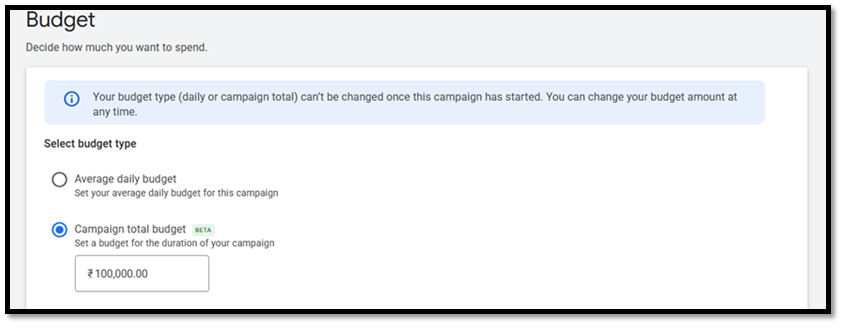 Budget
Decide how much you want to spend.
Your budget type (daily or campaign total) can't be changed once this campaign has started. You can change your budget amount at
any time.
Select budget type
Average daily budget
Set your average daily budget for this campaign
Campaign total budget BETA
Set a budget for the duration of your campaign
₹100,000.00